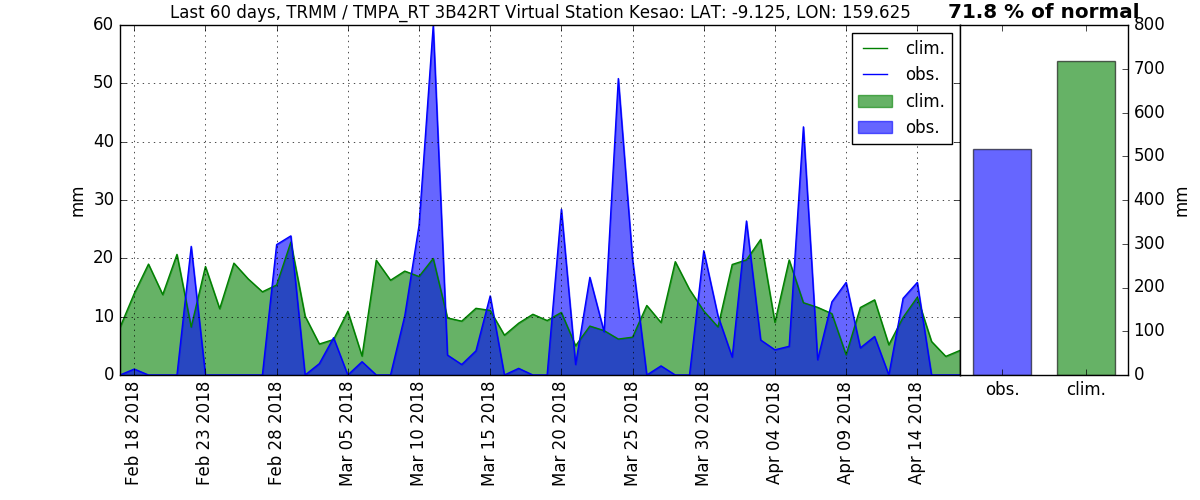 Last 60 days, TRMM / TMPA_RT 3B42RT Virtual Station Kesao: LAT: -9.125, LON: 159.625
71.8 % of normal
60
50
40
30
20
10
0
mm
clim.
obs.
clim.
obs.
800
700
600
500
400
300
200
100
0
mm
obs.
clim.
Feb 18 2018
Feb 23 2018
Feb 28 2018
Mar 05 2018
Mar 10 2018
Mar 15 2018
Mar 20 2018
Mar 25 2018
Mar 30 2018
Apr 04 2018
Apr 09 2018
Apr 14 2018